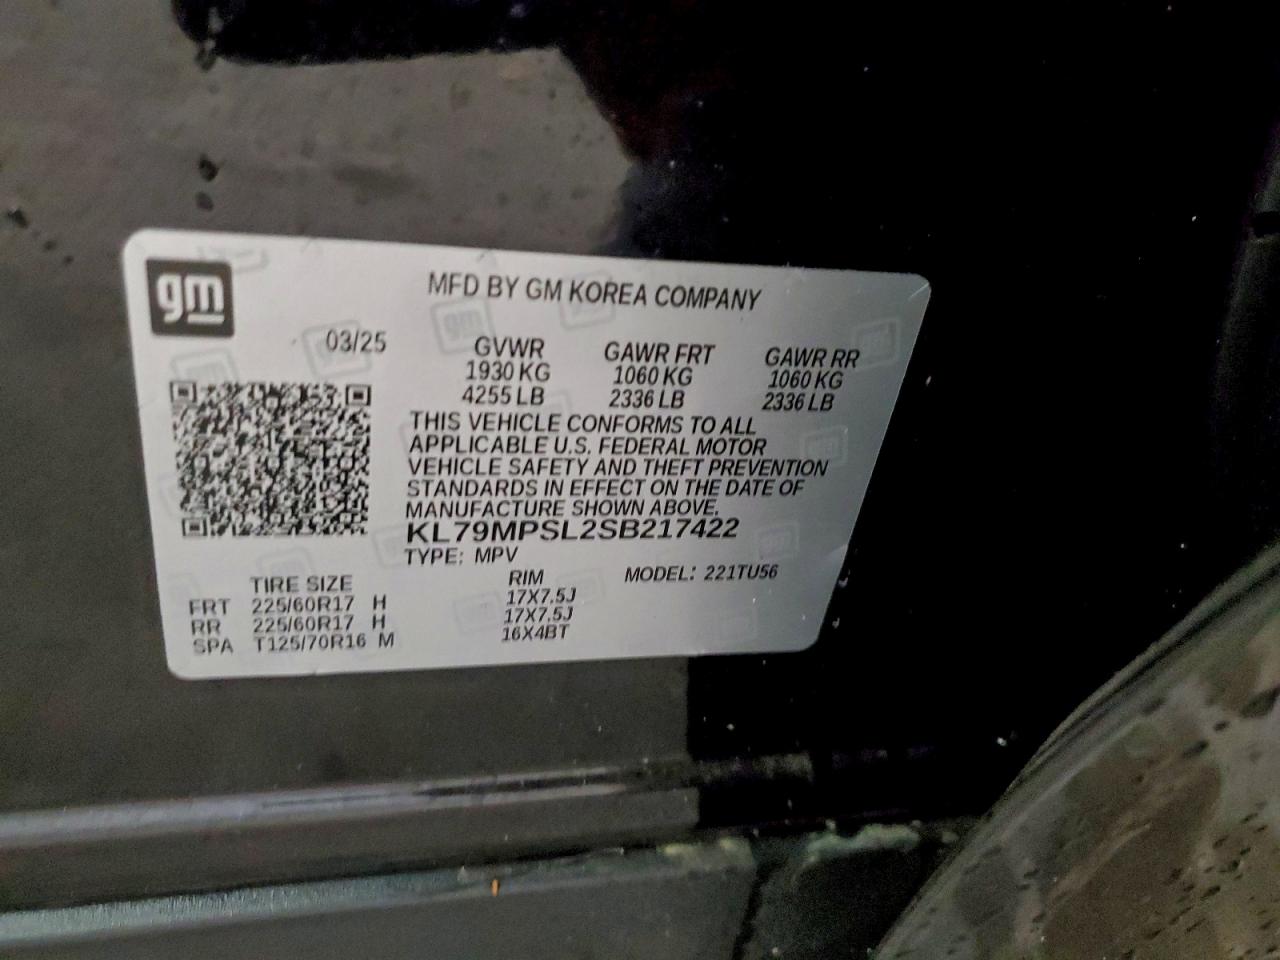 gm
MFD BY GM KOREA COMPANY
03/25 GVWR GAWR FRT GAWR RR
1930 KG 1060 KG 1060 KG
4255 LB 2336 LB 2336 LB
THIS VEHICLE CONFORMS TO ALL
APPLICABLE U.S. FEDERAL MOTOR
VEHICLE SAFETY AND THEFT PREVENTION
STANDARDS IN EFFECT ON THE DATE OF
MANUFACTURE SHOWN ABOVE.
KL79MPSL2SB217422
TYPE: MPV MODEL: 221TU56
TIRE SIZE RIM
FRT 225/60R17 H 17X7.5J
RR 225/60R17 H 17X7.5J
SPA T125/70R16 M 16X4BT